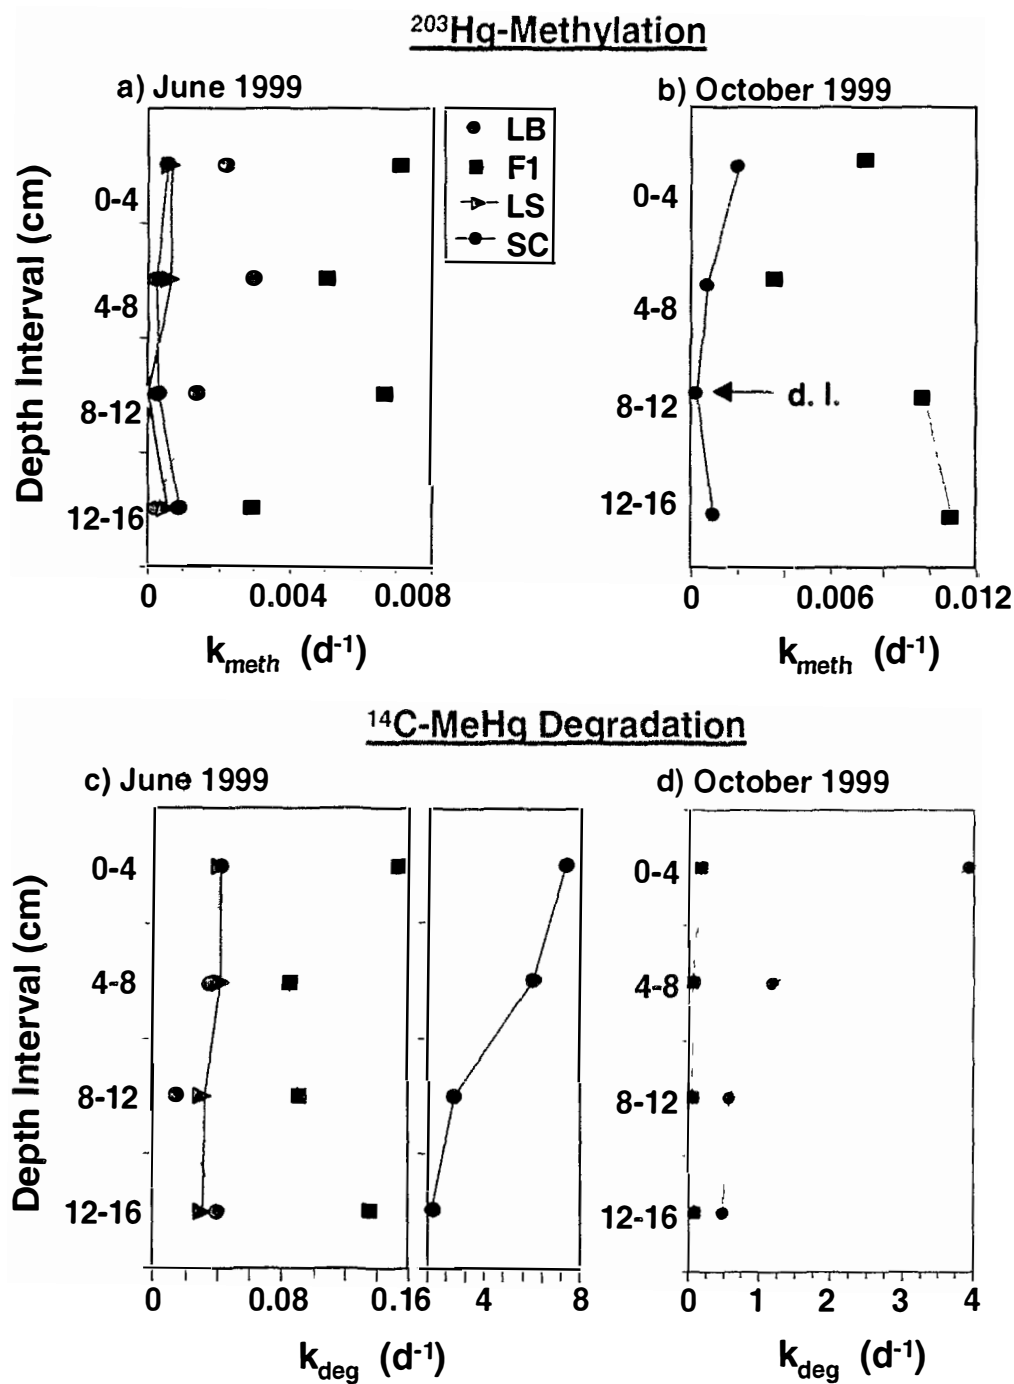 ²⁰³Hg-Methylation
a) June 1999
b) October 1999
LB
F1
LS
SC
Depth Interval (cm)
0-4
4-8
8-12
12-16
0 0.004 0.008
k_meth (d⁻¹)
0-4
4-8
8-12
12-16
d. l.
0 0.006 0.012
k_meth (d⁻¹)
¹⁴C-MeHg Degradation
c) June 1999
d) October 1999
Depth Interval (cm)
0-4
4-8
8-12
12-16
0 0.08 0.16 4 8
k_deg (d⁻¹)
0-4
4-8
8-12
12-16
0 1 2 3 4
k_deg (d⁻¹)